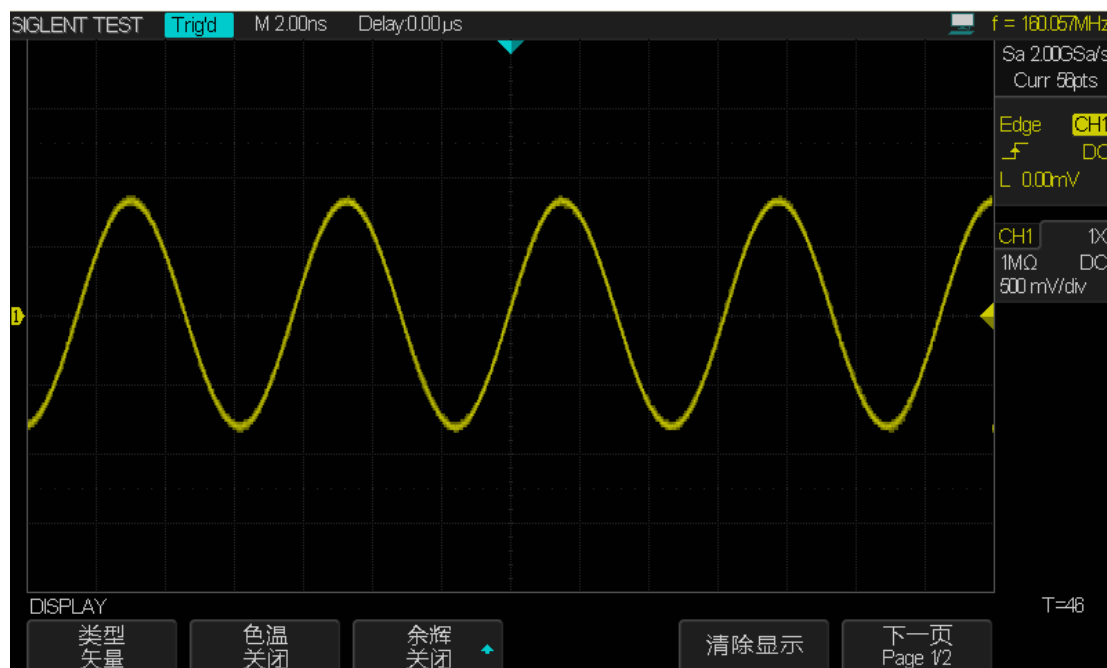 SIGLENT TEST Trig'd M 2.00ns Delay:0.00μs f = 160.057MHz
Sa 2.00GSa/s
Curr 56pts
Edge CH1
DC
L 0.00mV
CH1 1X
1MΩ DC
500 mV/div
1
DISPLAY T=46
类型 色温 余辉 清除显示 下一页
矢量 关闭 关闭 Page 1/2